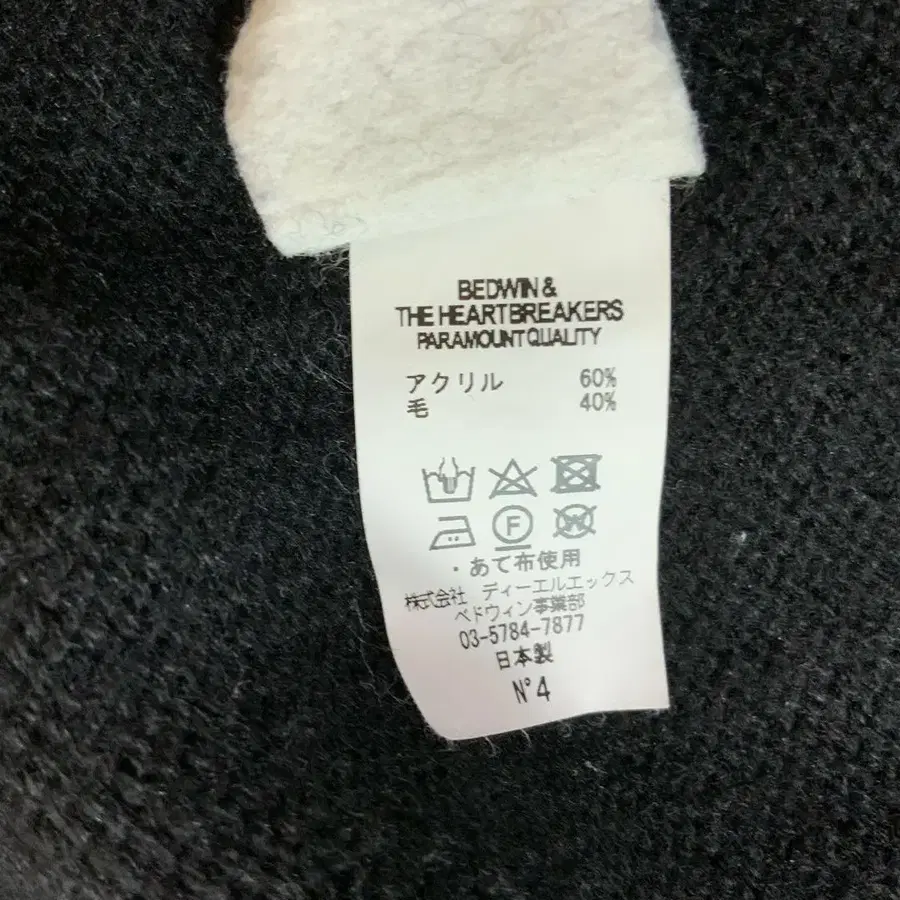 BEDWIN &
THE HEARTBREAKERS
PARAMOUNT QUALITY
アクリル 60%
毛 40%
F
W
・あて布使用
株式会社 ディーエルエックス
ベドウィン事業部
03-5784-7877
日本製
N°4